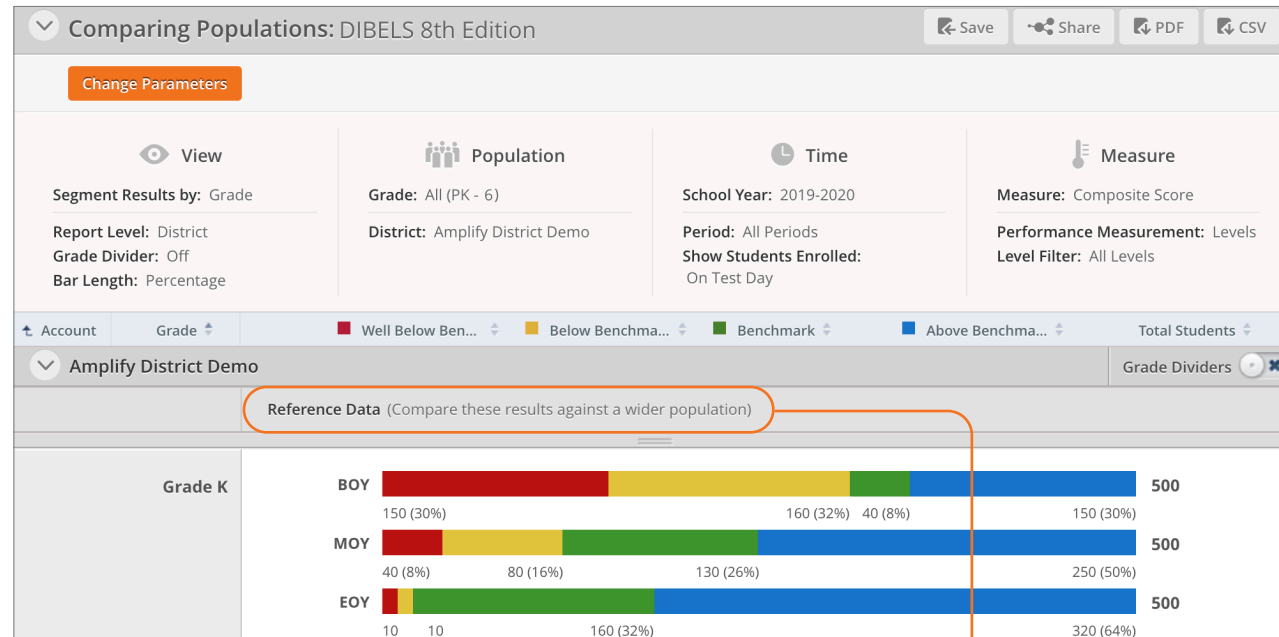 Comparing Populations: DIBELS 8th Edition
Save Share PDF CSV
Change Parameters
View Population Time Measure
Segment Results by: Grade Grade: All (PK - 6) School Year: 2019-2020 Measure: Composite Score
Report Level: District District: Amplify District Demo Period: All Periods Performance Measurement: Levels
Grade Divider: Off Show Students Enrolled: Level Filter: All Levels
Bar Length: Percentage On Test Day
Account Grade Well Below Ben... Below Benchma... Benchmark Above Benchma... Total Students
Amplify District Demo Grade Dividers
Reference Data (Compare these results against a wider population)
Grade K BOY 500
150 (30%) 160 (32%) 40 (8%) 150 (30%)
MOY 500
40 (8%) 80 (16%) 130 (26%) 250 (50%)
EOY 500
10 10 160 (32%) 320 (64%)